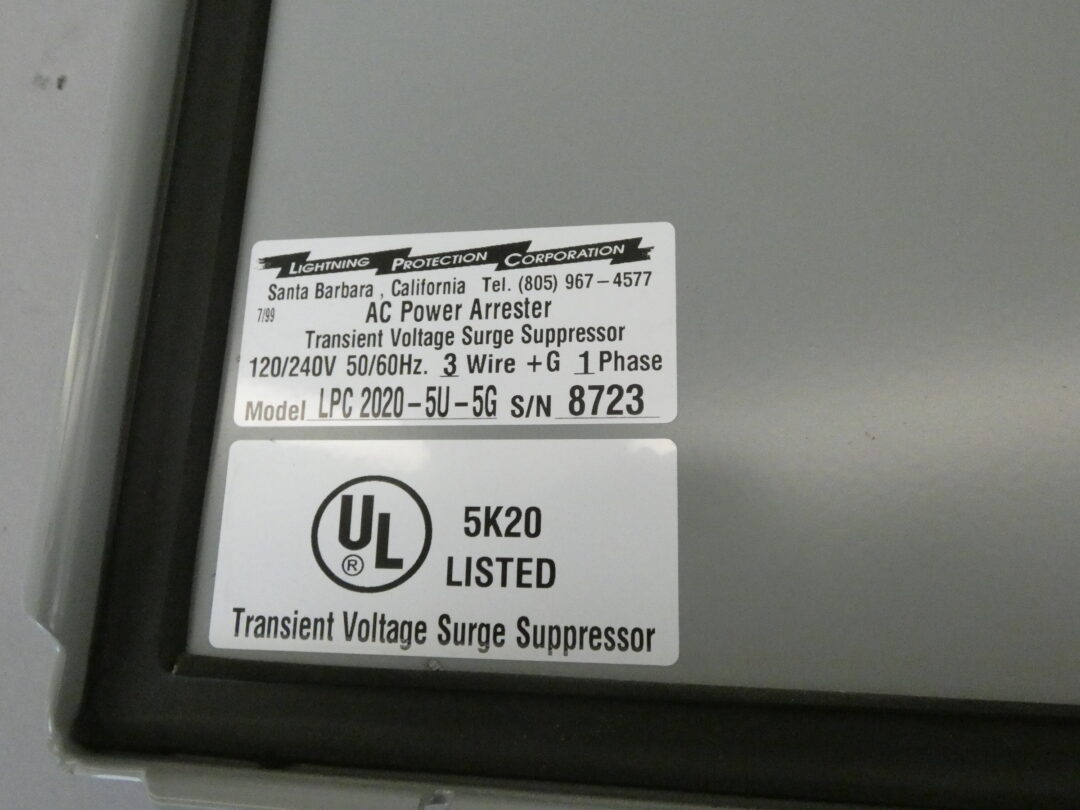 LIGHTNING PROTECTION CORPORATION
Santa Barbara , California Tel. (805) 967-4577
7/99 AC Power Arrester
Transient Voltage Surge Suppressor
120/240V 50/60Hz. 3 Wire +G 1 Phase
Model LPC 2020-5U-5G S/N 8723
UL ®
5K20
LISTED
Transient Voltage Surge Suppressor